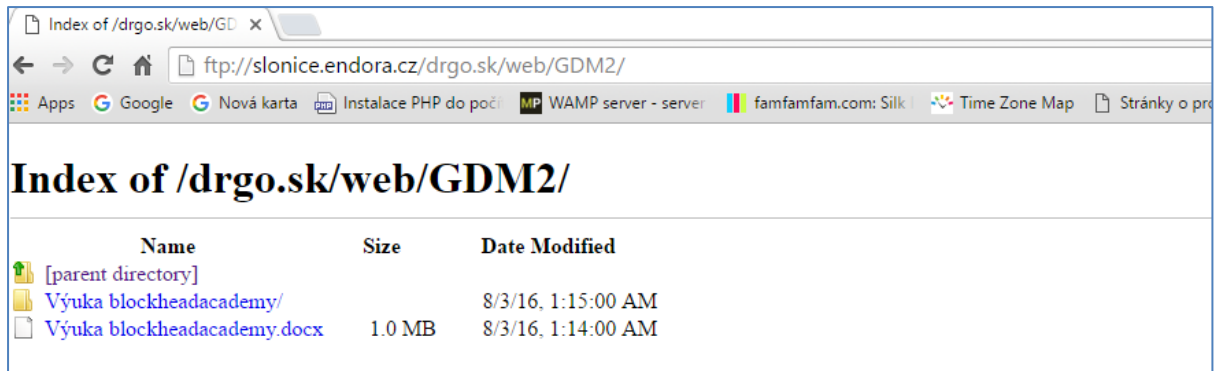 Index of /drgo.sk/web/GD
ftp://slonice.endora.cz/drgo.sk/web/GDM2/
Apps Google Nová karta php Instalace PHP do počí MP WAMP server - server famfamfam.com: Silk Time Zone Map Stránky o pro
Index of /drgo.sk/web/GDM2/
Name Size Date Modified
[parent directory]
Výuka blockheadacademy/ 8/3/16, 1:15:00 AM
Výuka blockheadacademy.docx 1.0 MB 8/3/16, 1:14:00 AM